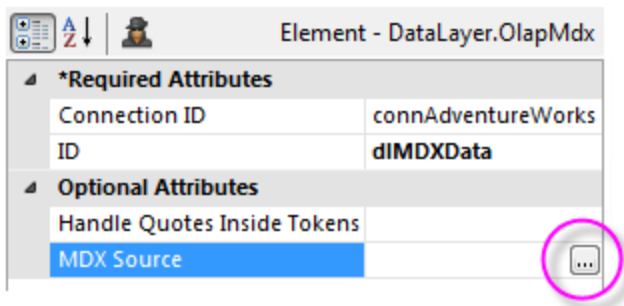 Element - DataLayer.OlapMdx
*Required Attributes
Connection ID connAdventureWorks
ID dlMDXData
Optional Attributes
Handle Quotes Inside Tokens
MDX Source ...